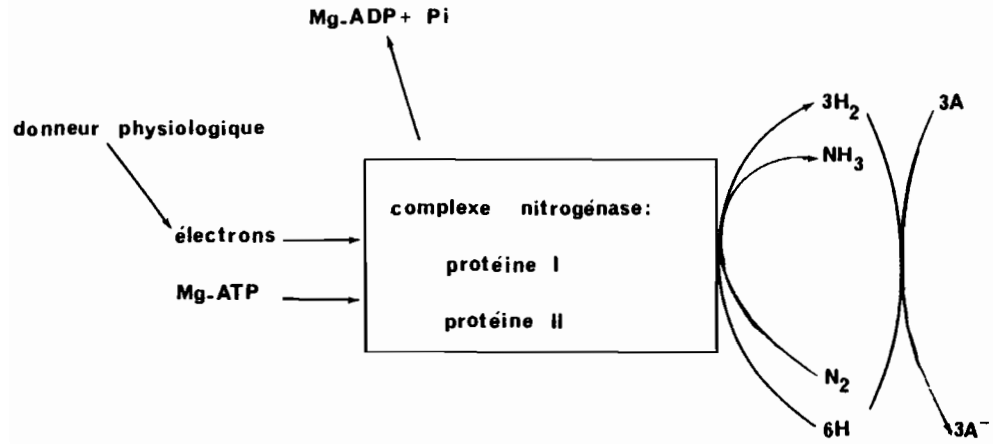 Mg-ADP + Pi
donneur physiologique
3H₂
3A
NH₃
complexe nitrogénase:
électrons
protéine I
Mg-ATP
protéine II
N₂
6H
3A⁻